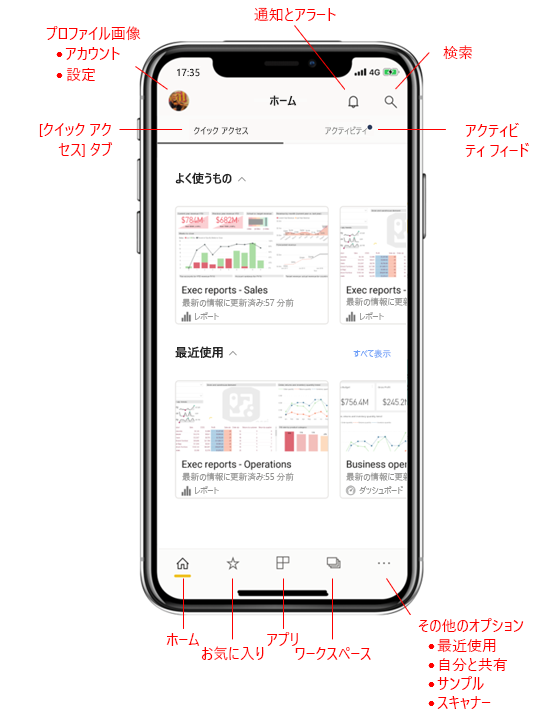 通知とアラート
プロファイル画像
• アカウント
• 設定
検索
17:35
4G
ホーム
[クイック アク
セス] タブ
クイック アクセス
アクティビティ
アクティビ
ティ フィード
よく使うもの
$784M
$682M
Exec reports - Sales
最新の情報に更新済み:57 分前
レポート
レポート
最近使用
すべて表示
$756.4M
$245.2
Exec reports - Operations
最新の情報に更新済み:55 分前
レポート
Business oper
最新の情報に更新
ダッシュボード
ホーム
お気に入り
アプリ
ワークスペース
その他のオプション
• 最近使用
• 自分と共有
• サンプル
• スキャナー